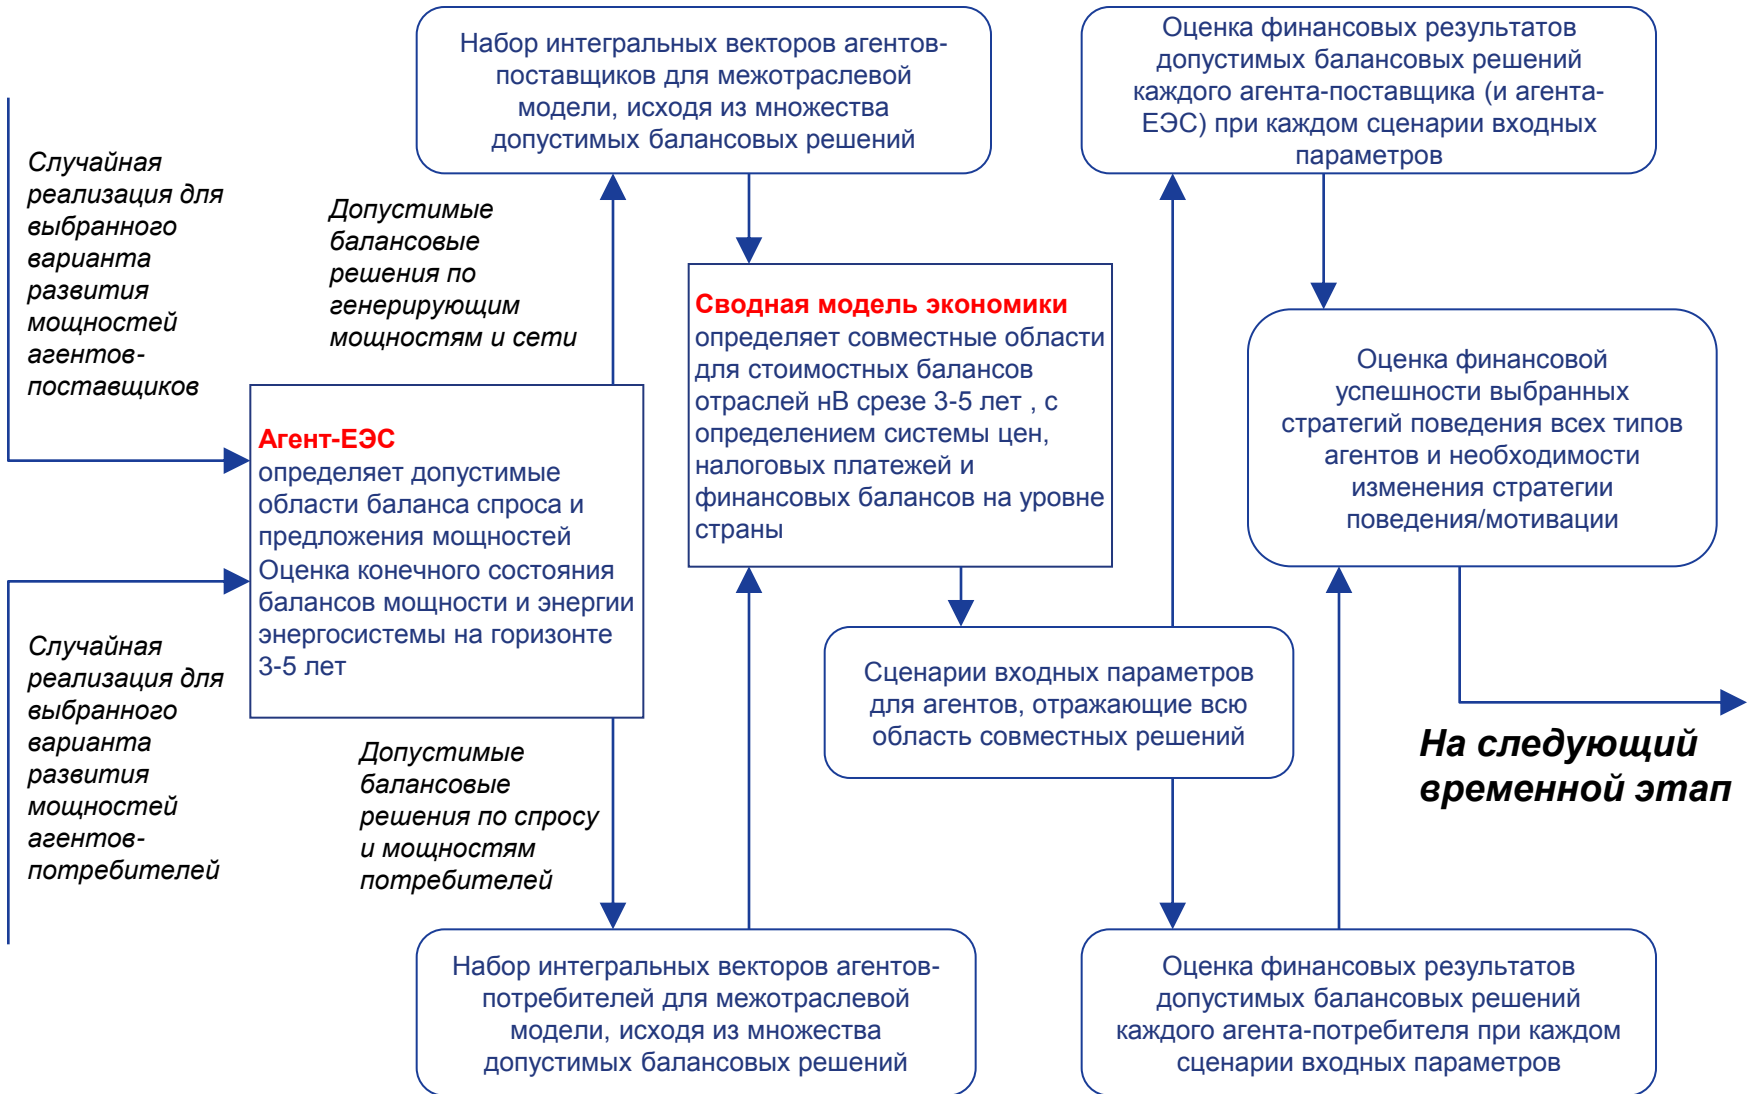 Набор интегральных векторов агентов-
поставщиков для межотраслевой
модели, исходя из множества
допустимых балансовых решений
Оценка финансовых результатов
допустимых балансовых решений
каждого агента-поставщика (и агента-
ЕЭС) при каждом сценарии входных
параметров
Случайная
реализация для
выбранного
варианта
развития
мощностей
агентов-
поставщиков
Допустимые
балансовые
решения по
генерирующим
мощностям и сети
Агент-ЕЭС
определяет допустимые
области баланса спроса и
предложения мощностей
Оценка конечного состояния
балансов мощности и энергии
энергосистемы на горизонте
3-5 лет
Сводная модель экономики
определяет совместные области
для стоимостных балансов
отраслей нВ срезе 3-5 лет , с
определением системы цен,
налоговых платежей и
финансовых балансов на уровне
страны
Оценка финансовой
успешности выбранных
стратегий поведения всех типов
агентов и необходимости
изменения стратегии
поведения/мотивации
Случайная
реализация для
выбранного
варианта
развития
мощностей
агентов-
потребителей
Допустимые
балансовые
решения по спросу
и мощностям
потребителей
Сценарии входных параметров
для агентов, отражающие всю
область совместных решений
На следующий
временной этап
Набор интегральных векторов агентов-
потребителей для межотраслевой
модели, исходя из множества
допустимых балансовых решений
Оценка финансовых результатов
допустимых балансовых решений
каждого агента-потребителя при каждом
сценарии входных параметров